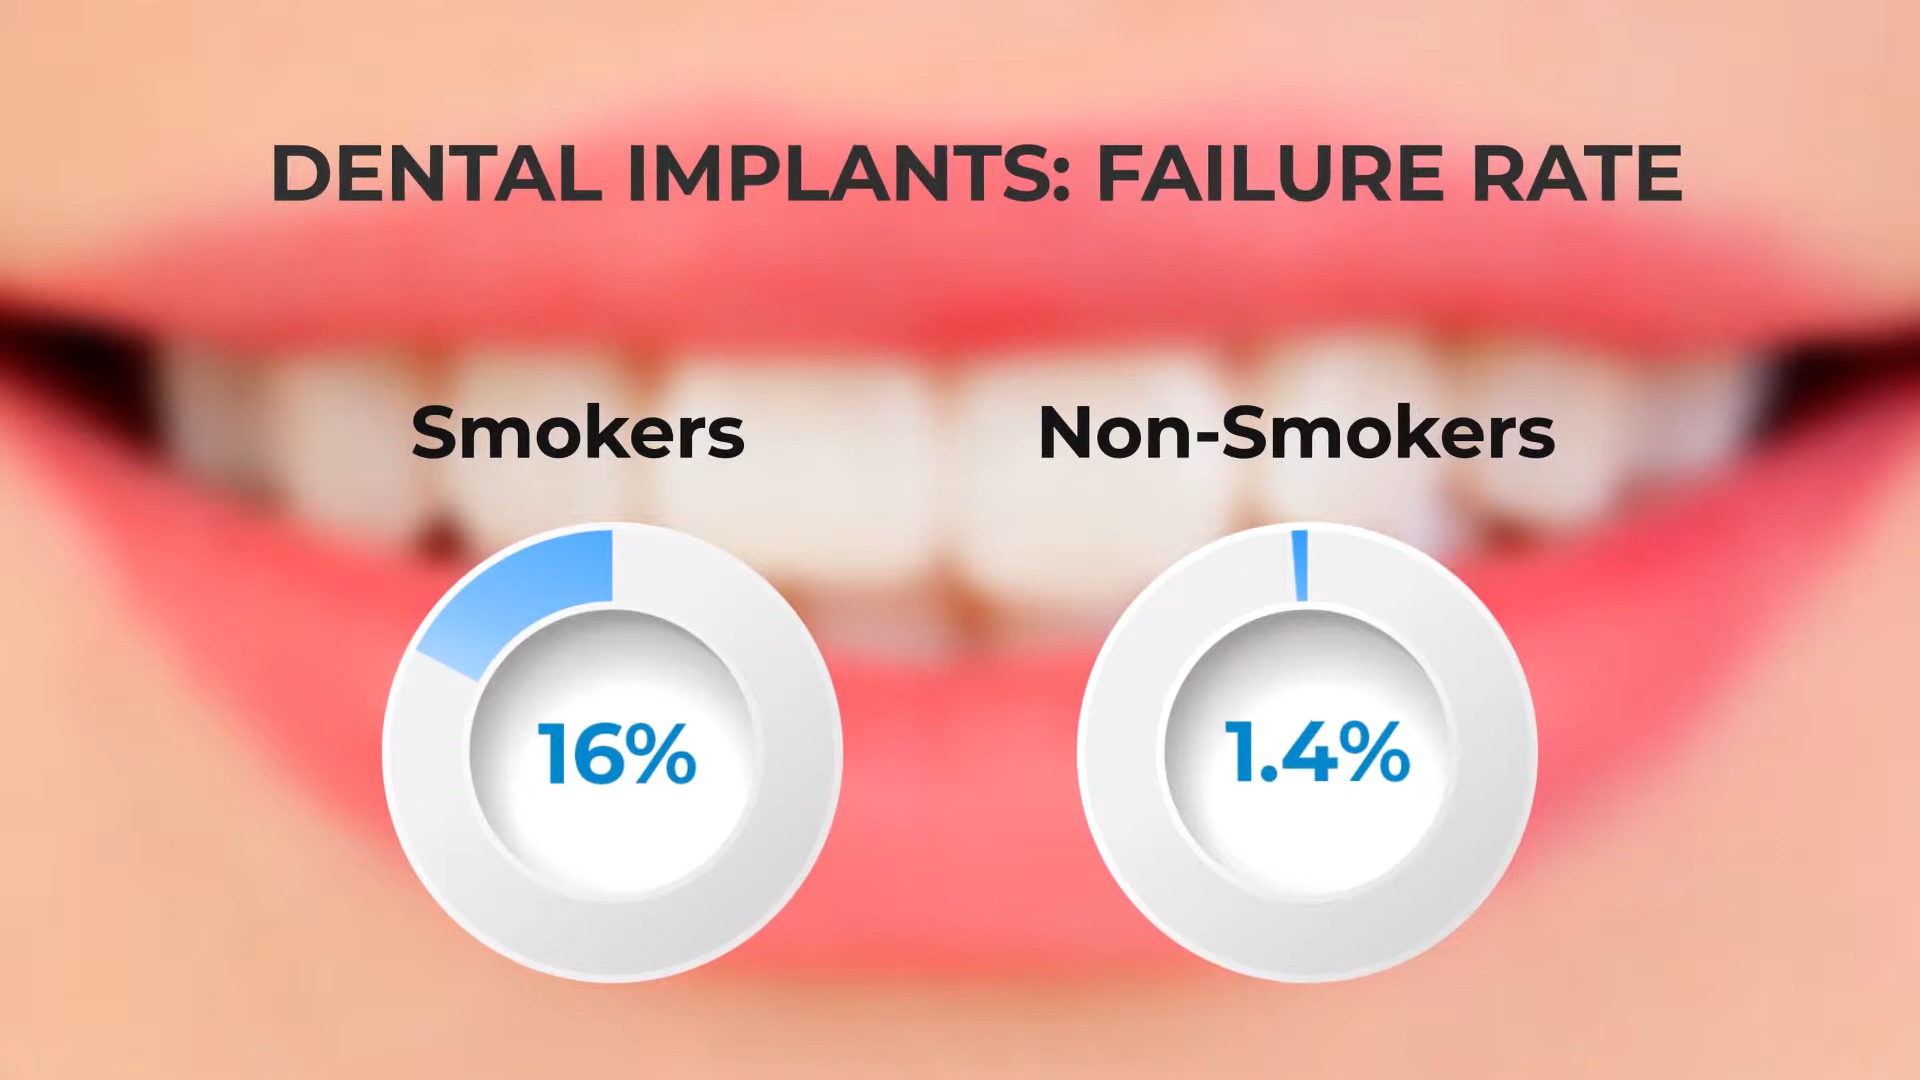 DENTAL IMPLANTS: FAILURE RATE
Smokers
Non-Smokers
16%
1.4%